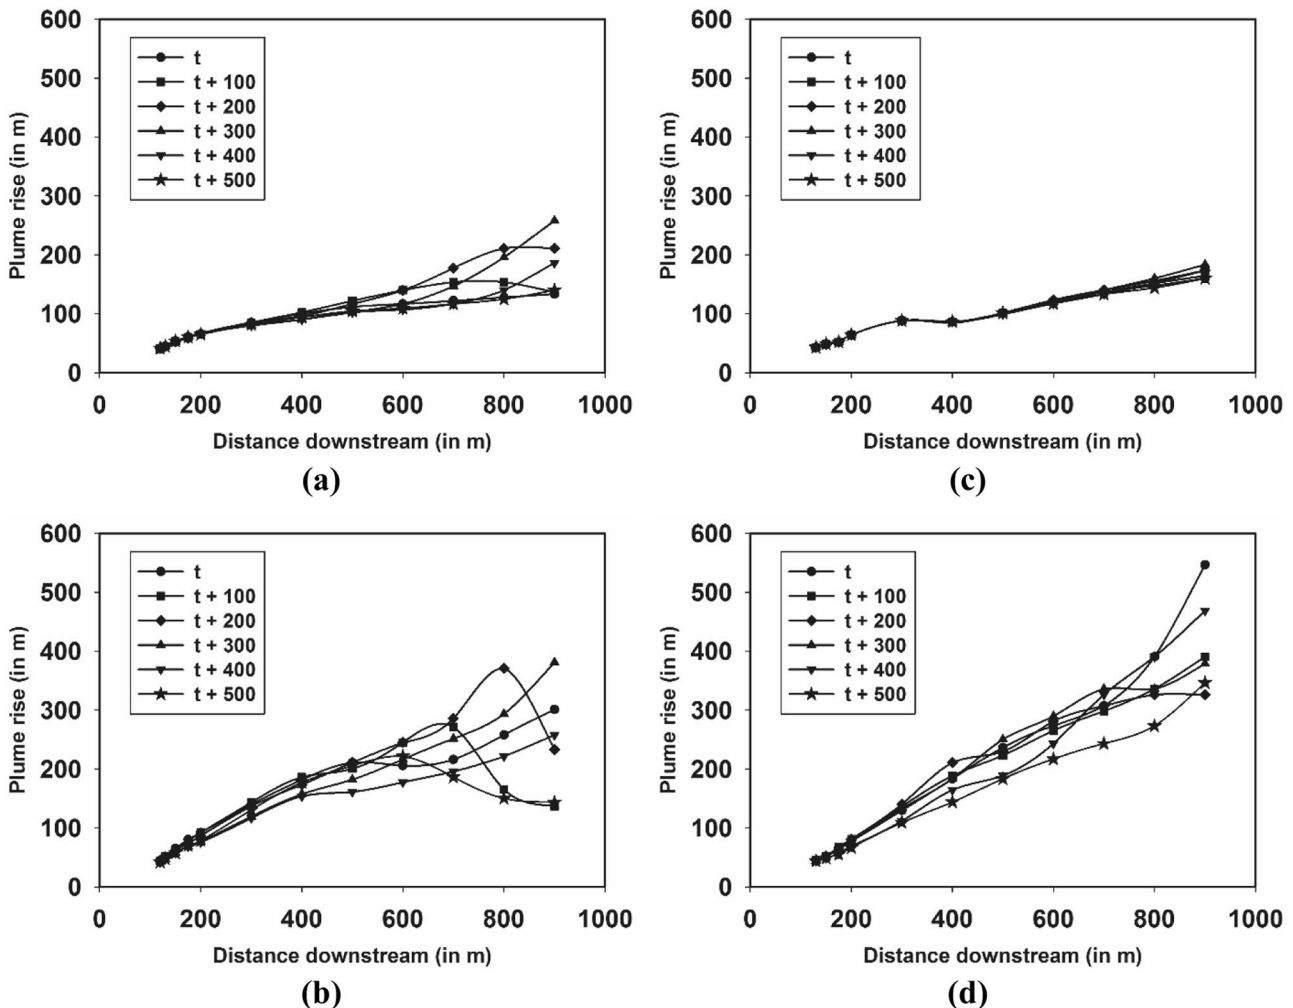 600
500
400
300
200
100
0
Plume rise (in m)
t
t + 100
t + 200
t + 300
t + 400
t + 500
0 200 400 600 800 1000
Distance downstream (in m)
(a)
600
500
400
300
200
100
0
Plume rise (in m)
t
t + 100
t + 200
t + 300
t + 400
t + 500
0 200 400 600 800 1000
Distance downstream (in m)
(c)
600
500
400
300
200
100
0
Plume rise (in m)
t
t + 100
t + 200
t + 300
t + 400
t + 500
0 200 400 600 800 1000
Distance downstream (in m)
(b)
600
500
400
300
200
100
0
Plume rise (in m)
t
t + 100
t + 200
t + 300
t + 400
t + 500
0 200 400 600 800 1000
Distance downstream (in m)
(d)